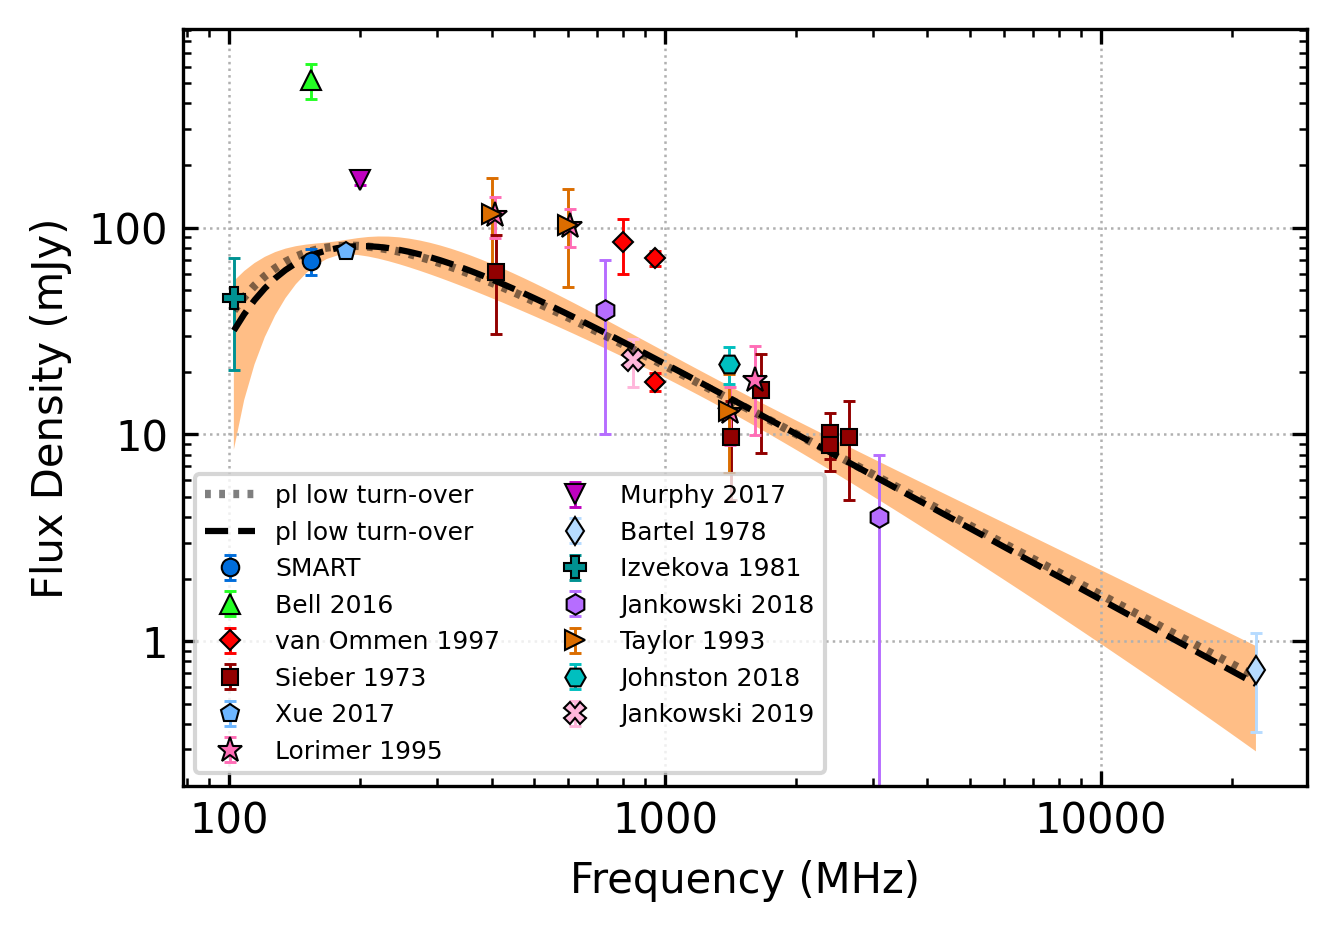 Flux Density (mJy)
100
10
1
pl low turn-over
pl low turn-over
SMART
Bell 2016
van Ommen 1997
Sieber 1973
Xue 2017
Lorimer 1995
Murphy 2017
Bartel 1978
Izvekova 1981
Jankowski 2018
Taylor 1993
Johnston 2018
Jankowski 2019
100
1000
10000
Frequency (MHz)